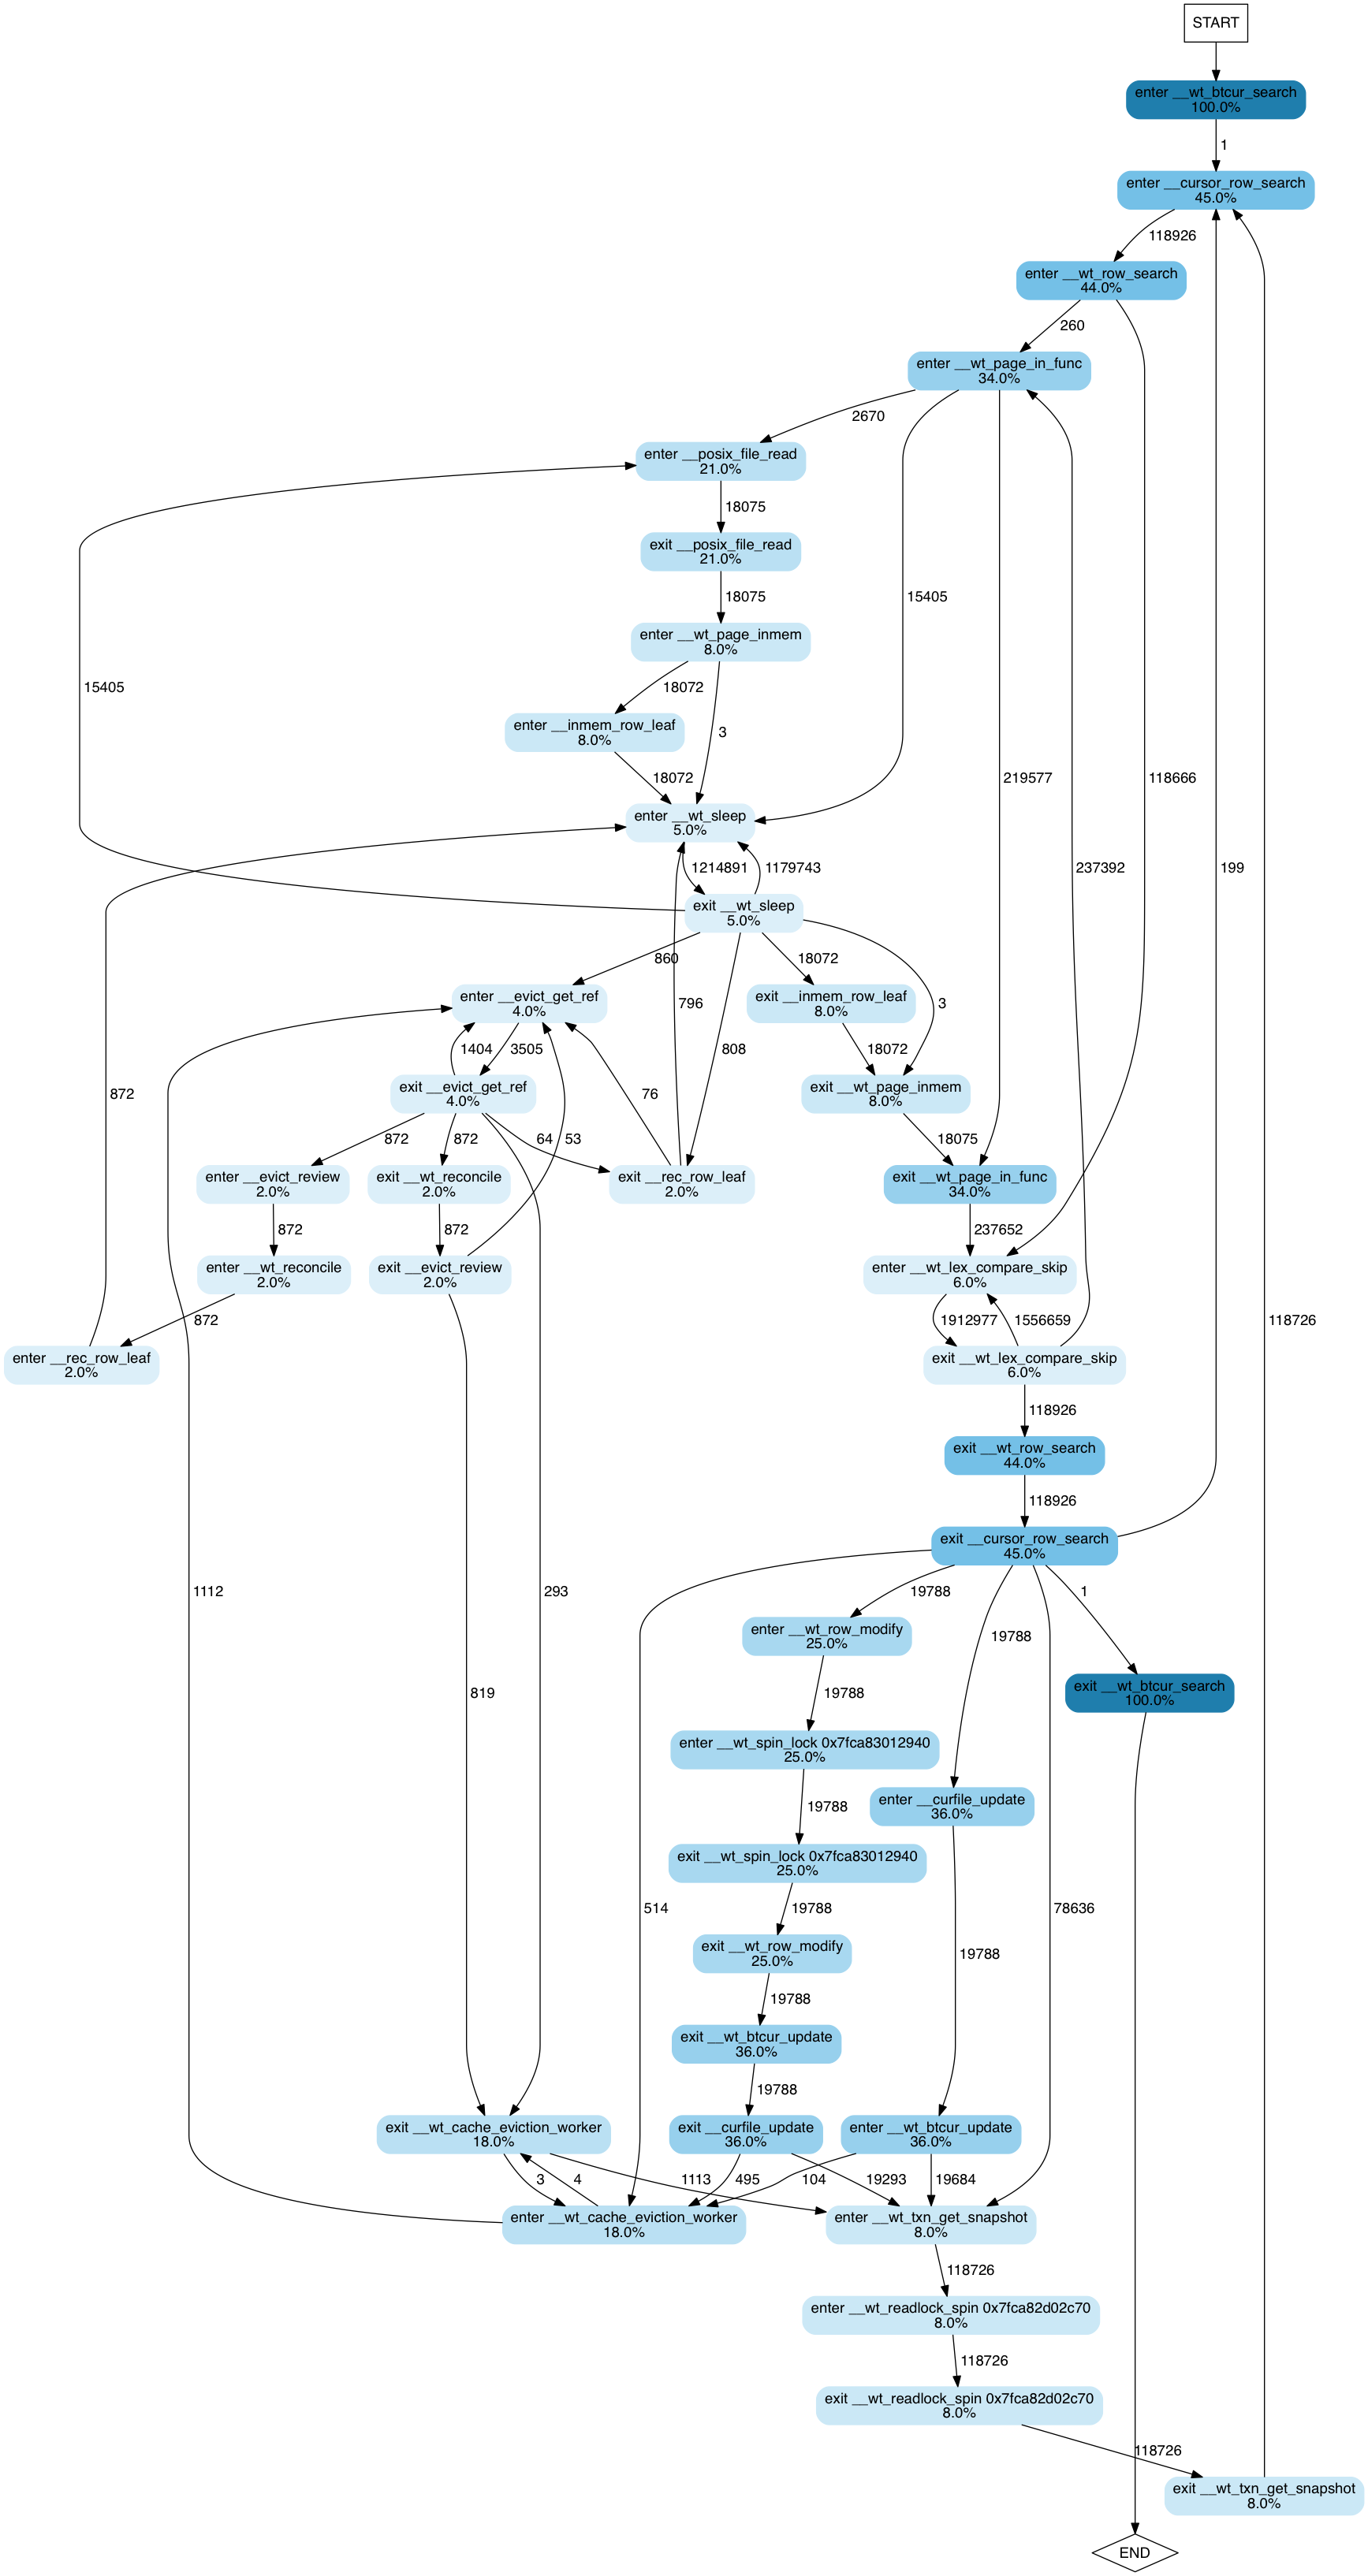 START
enter __wt_btcur_search
100.0%
1
enter __cursor_row_search
45.0%
118926
enter __wt_row_search
44.0%
260
enter __wt_page_in_func
34.0%
2670
enter __posix_file_read
21.0%
18075
exit __posix_file_read
21.0%
18075
15405
enter __wt_page_inmem
8.0%
15405
18072
enter __inmem_row_leaf
8.0%
3
18072
219577
118666
enter __wt_sleep
5.0%
1214891
1179743
237392
199
exit __wt_sleep
5.0%
860
18072
enter __evict_get_ref
4.0%
796
exit __inmem_row_leaf
8.0%
3
1404
3505
808
18072
872
exit __evict_get_ref
4.0%
76
exit __wt_page_inmem
8.0%
872
872
64
53
18075
enter __evict_review
2.0%
exit __wt_reconcile
2.0%
exit __rec_row_leaf
2.0%
exit __wt_page_in_func
34.0%
872
872
237652
enter __wt_reconcile
2.0%
exit __evict_review
2.0%
enter __wt_lex_compare_skip
6.0%
872
1912977
1556659
118726
enter __rec_row_leaf
2.0%
exit __wt_lex_compare_skip
6.0%
118926
exit __wt_row_search
44.0%
118926
exit __cursor_row_search
45.0%
1112
293
19788
1
enter __wt_row_modify
25.0%
19788
819
19788
exit __wt_btcur_search
100.0%
enter __wt_spin_lock 0x7fca83012940
25.0%
19788
enter __curfile_update
36.0%
exit __wt_spin_lock 0x7fca83012940
25.0%
514
19788
78636
exit __wt_row_modify
25.0%
19788
19788
exit __wt_btcur_update
36.0%
19788
exit __wt_cache_eviction_worker
18.0%
exit __curfile_update
36.0%
enter __wt_btcur_update
36.0%
3
4
1113
495
104
19293
19684
enter __wt_cache_eviction_worker
18.0%
enter __wt_txn_get_snapshot
8.0%
118726
enter __wt_readlock_spin 0x7fca82d02c70
8.0%
118726
exit __wt_readlock_spin 0x7fca82d02c70
8.0%
118726
exit __wt_txn_get_snapshot
8.0%
END